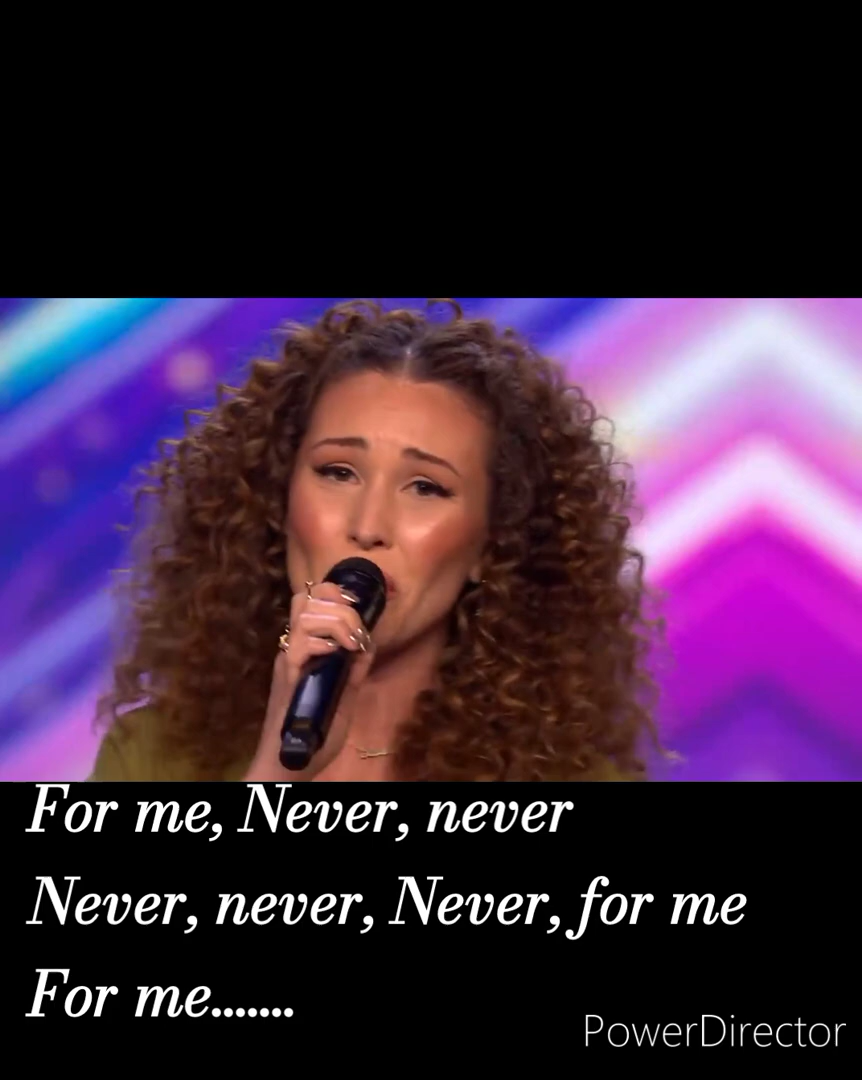 For me, Never, never
Never, never, Never, for me
For me.......
PowerDirector